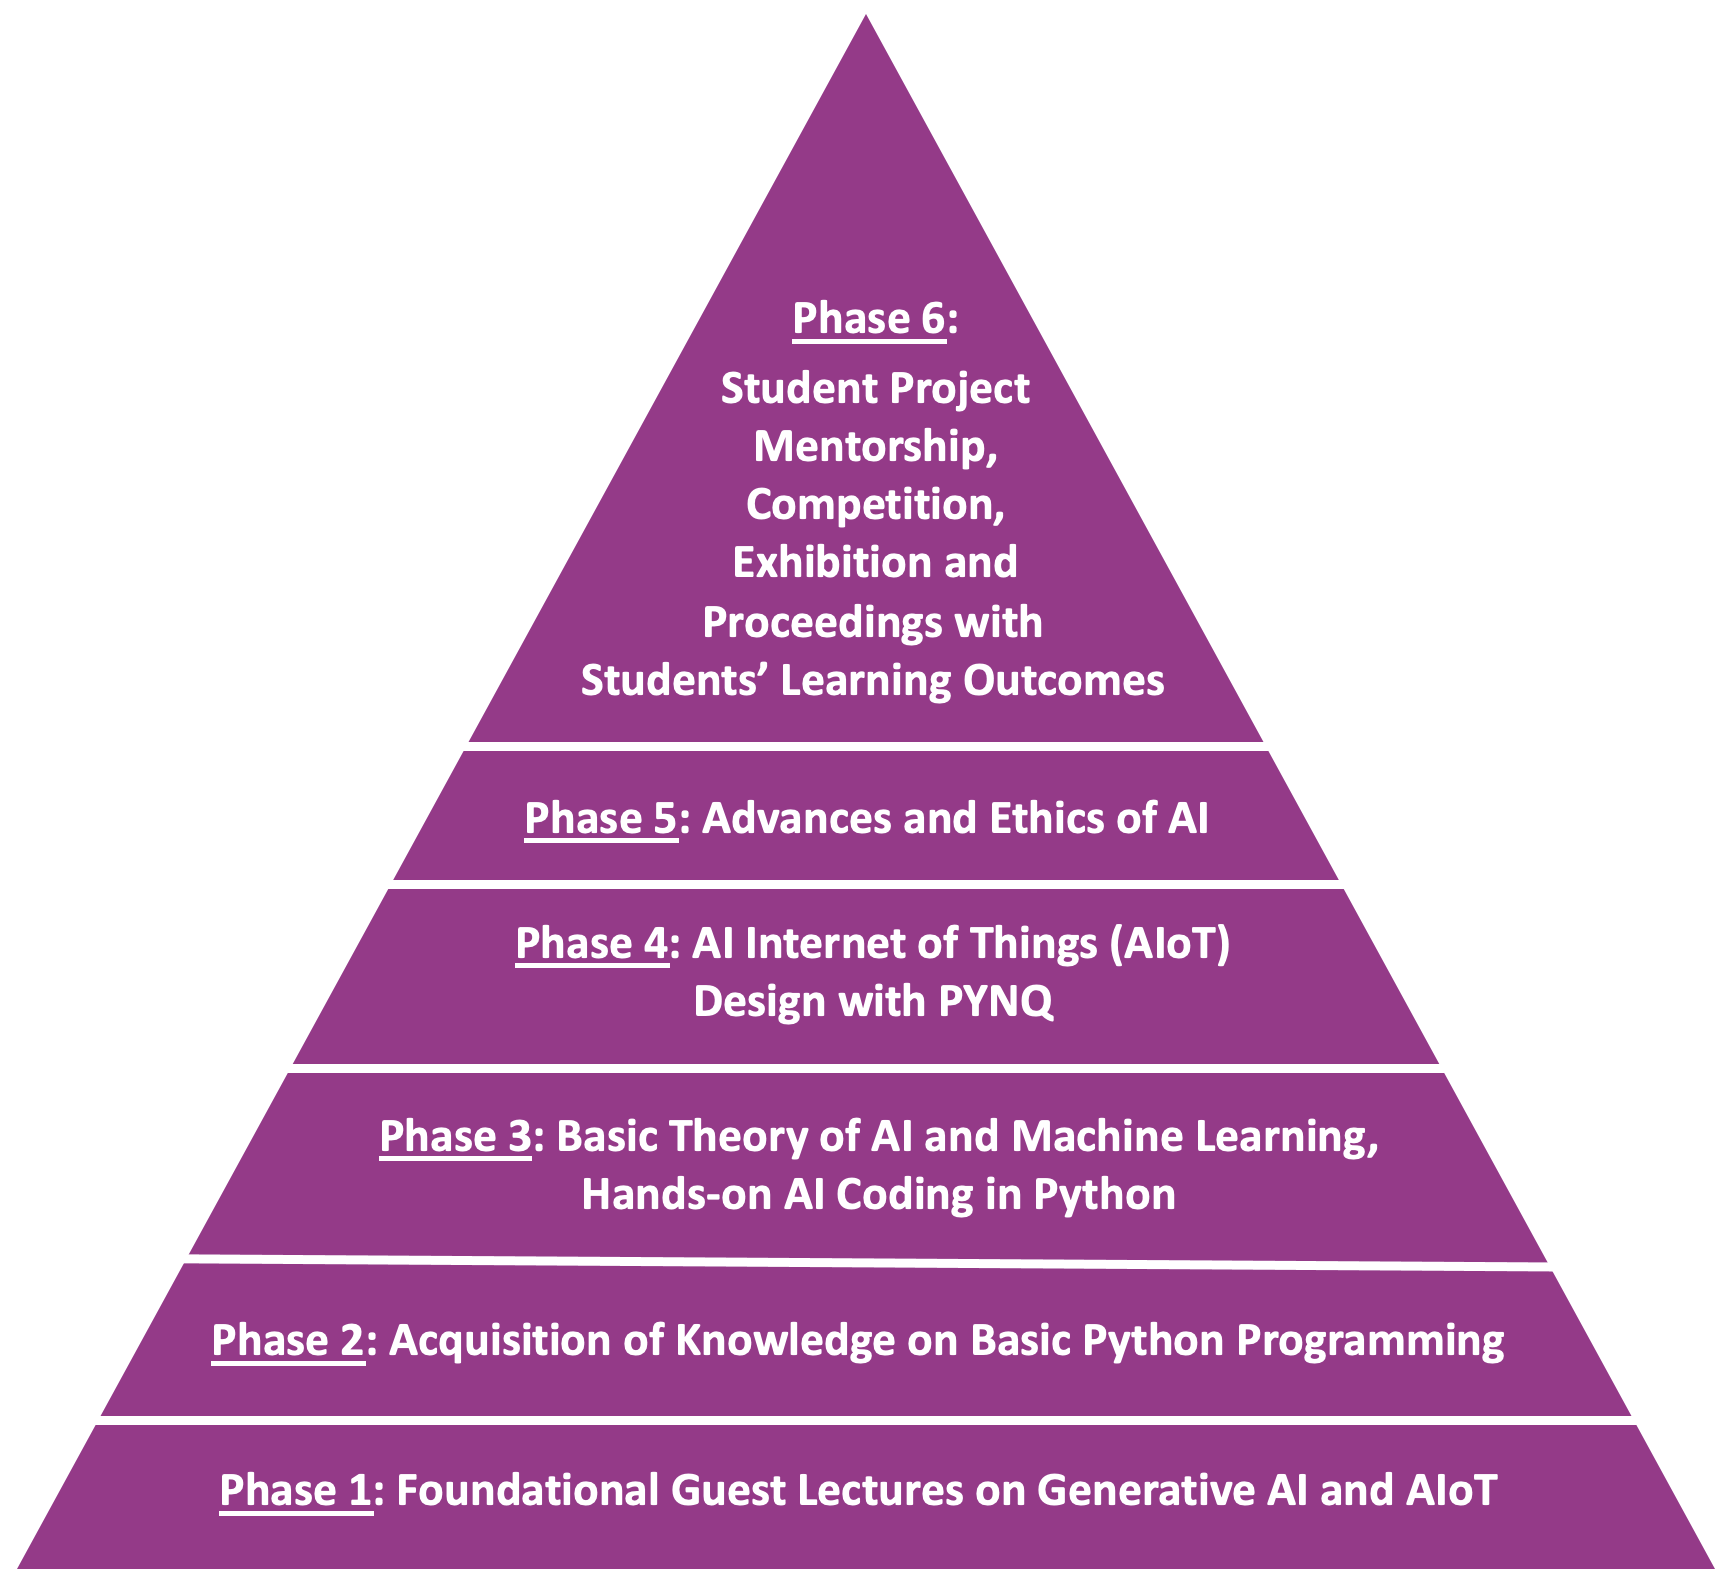 Phase 6:
Student Project
Mentorship,
Competition,
Exhibition and
Proceedings with
Students’ Learning Outcomes
Phase 5: Advances and Ethics of AI
Phase 4: AI Internet of Things (AIoT)
Design with PYNQ
Phase 3: Basic Theory of AI and Machine Learning,
Hands-on AI Coding in Python
Phase 2: Acquisition of Knowledge on Basic Python Programming
Phase 1: Foundational Guest Lectures on Generative AI and AIoT